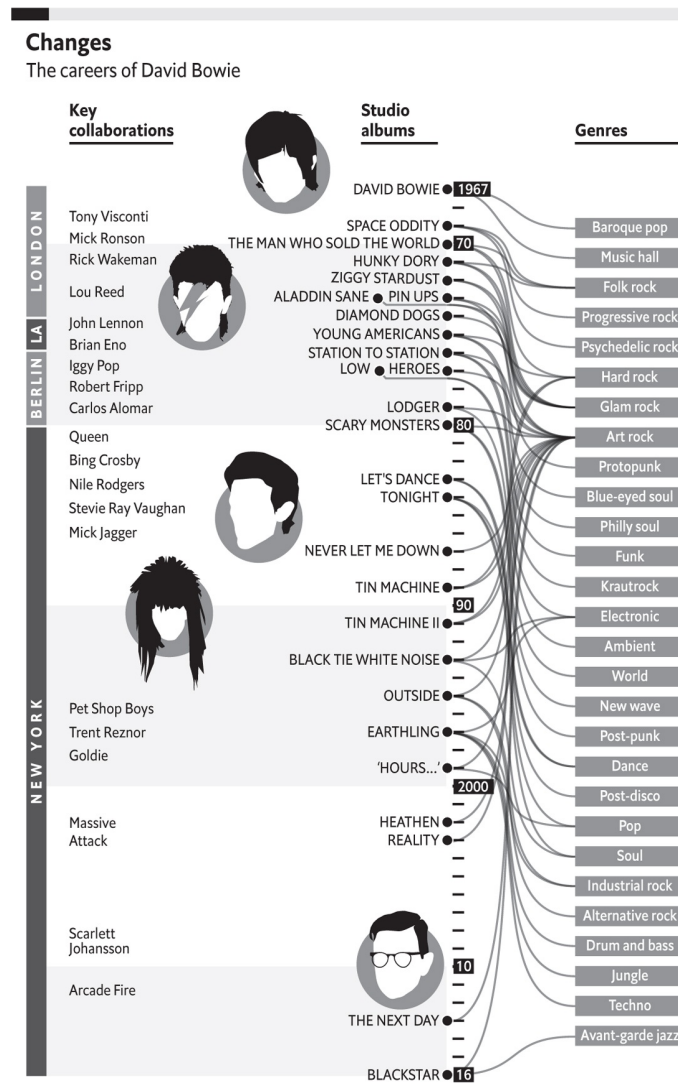 Changes
The careers of David Bowie
Key
collaborations
Studio
albums
Genres
LONDON
LA
BERLIN
NEW YORK
Tony Visconti
Mick Ronson
Rick Wakeman
Lou Reed
John Lennon
Brian Eno
Iggy Pop
Robert Fripp
Carlos Alomar
Queen
Bing Crosby
Nile Rodgers
Stevie Ray Vaughan
Mick Jagger
Pet Shop Boys
Trent Reznor
Goldie
Massive
Attack
Scarlett
Johansson
Arcade Fire
DAVID BOWIE 1967
SPACE ODDITY
THE MAN WHO SOLD THE WORLD 70
HUNKY DORY
ZIGGY STARDUST
ALADDIN SANE PIN UPS
DIAMOND DOGS
YOUNG AMERICANS
STATION TO STATION
LOW HEROES
LODGER
SCARY MONSTERS 80
LET'S DANCE
TONIGHT
NEVER LET ME DOWN
TIN MACHINE
90
TIN MACHINE II
BLACK TIE WHITE NOISE
OUTSIDE
EARTHLING
'HOURS...'
2000
HEATHEN
REALITY
10
THE NEXT DAY
BLACKSTAR 16
Baroque pop
Music hall
Folk rock
Progressive rock
Psychedelic rock
Hard rock
Glam rock
Art rock
Protopunk
Blue-eyed soul
Philly soul
Funk
Krautrock
Electronic
Ambient
World
New wave
Post-punk
Dance
Post-disco
Pop
Soul
Industrial rock
Alternative rock
Drum and bass
Jungle
Techno
Avant-garde jazz